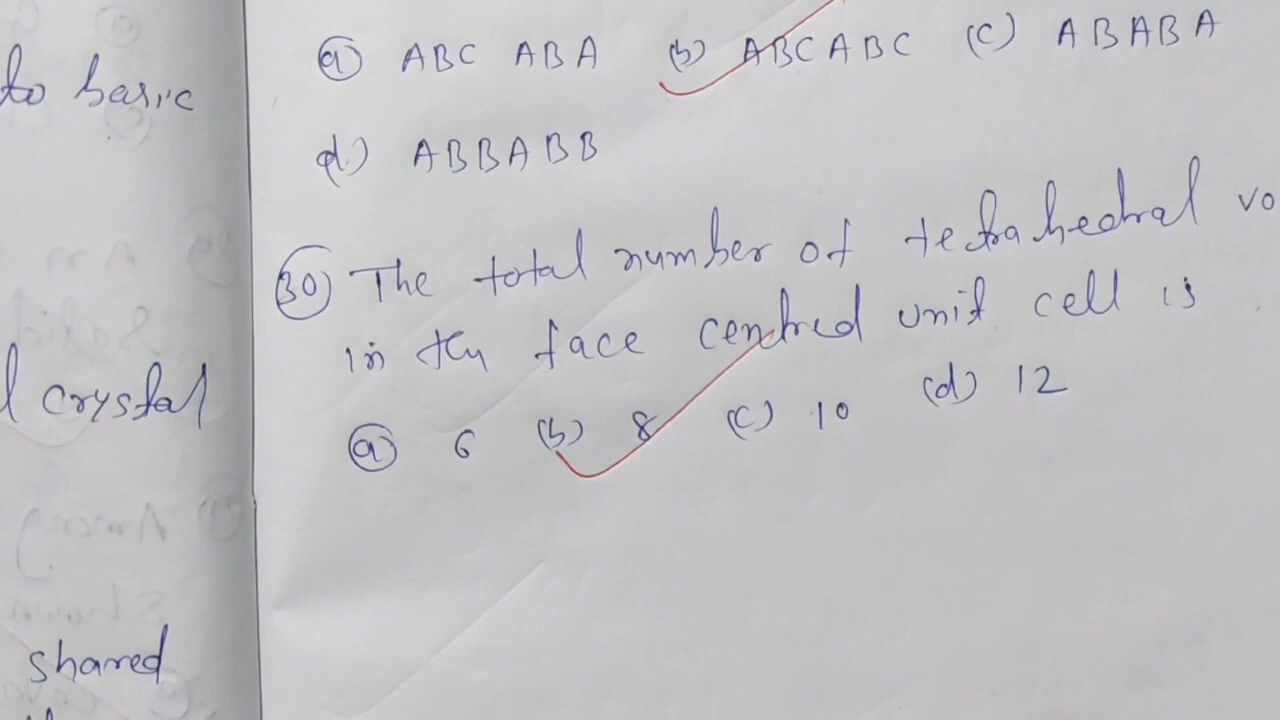 to basic
l crystal
shared
(a) ABC ABA (b) ABCABC (c) ABABA
d) ABBABB
30) The total number of tetrahedral vo
in the face centred unit cell is
(a) 6 (b) 8 (c) 10 (d) 12